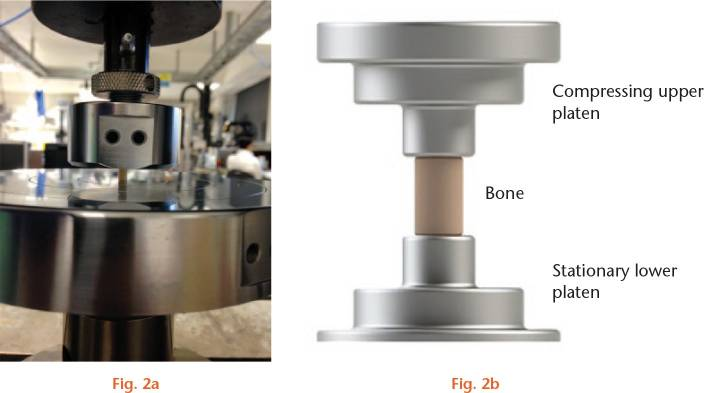 Compressing upper
platen
Bone
Stationary lower
platen
Fig. 2a
Fig. 2b